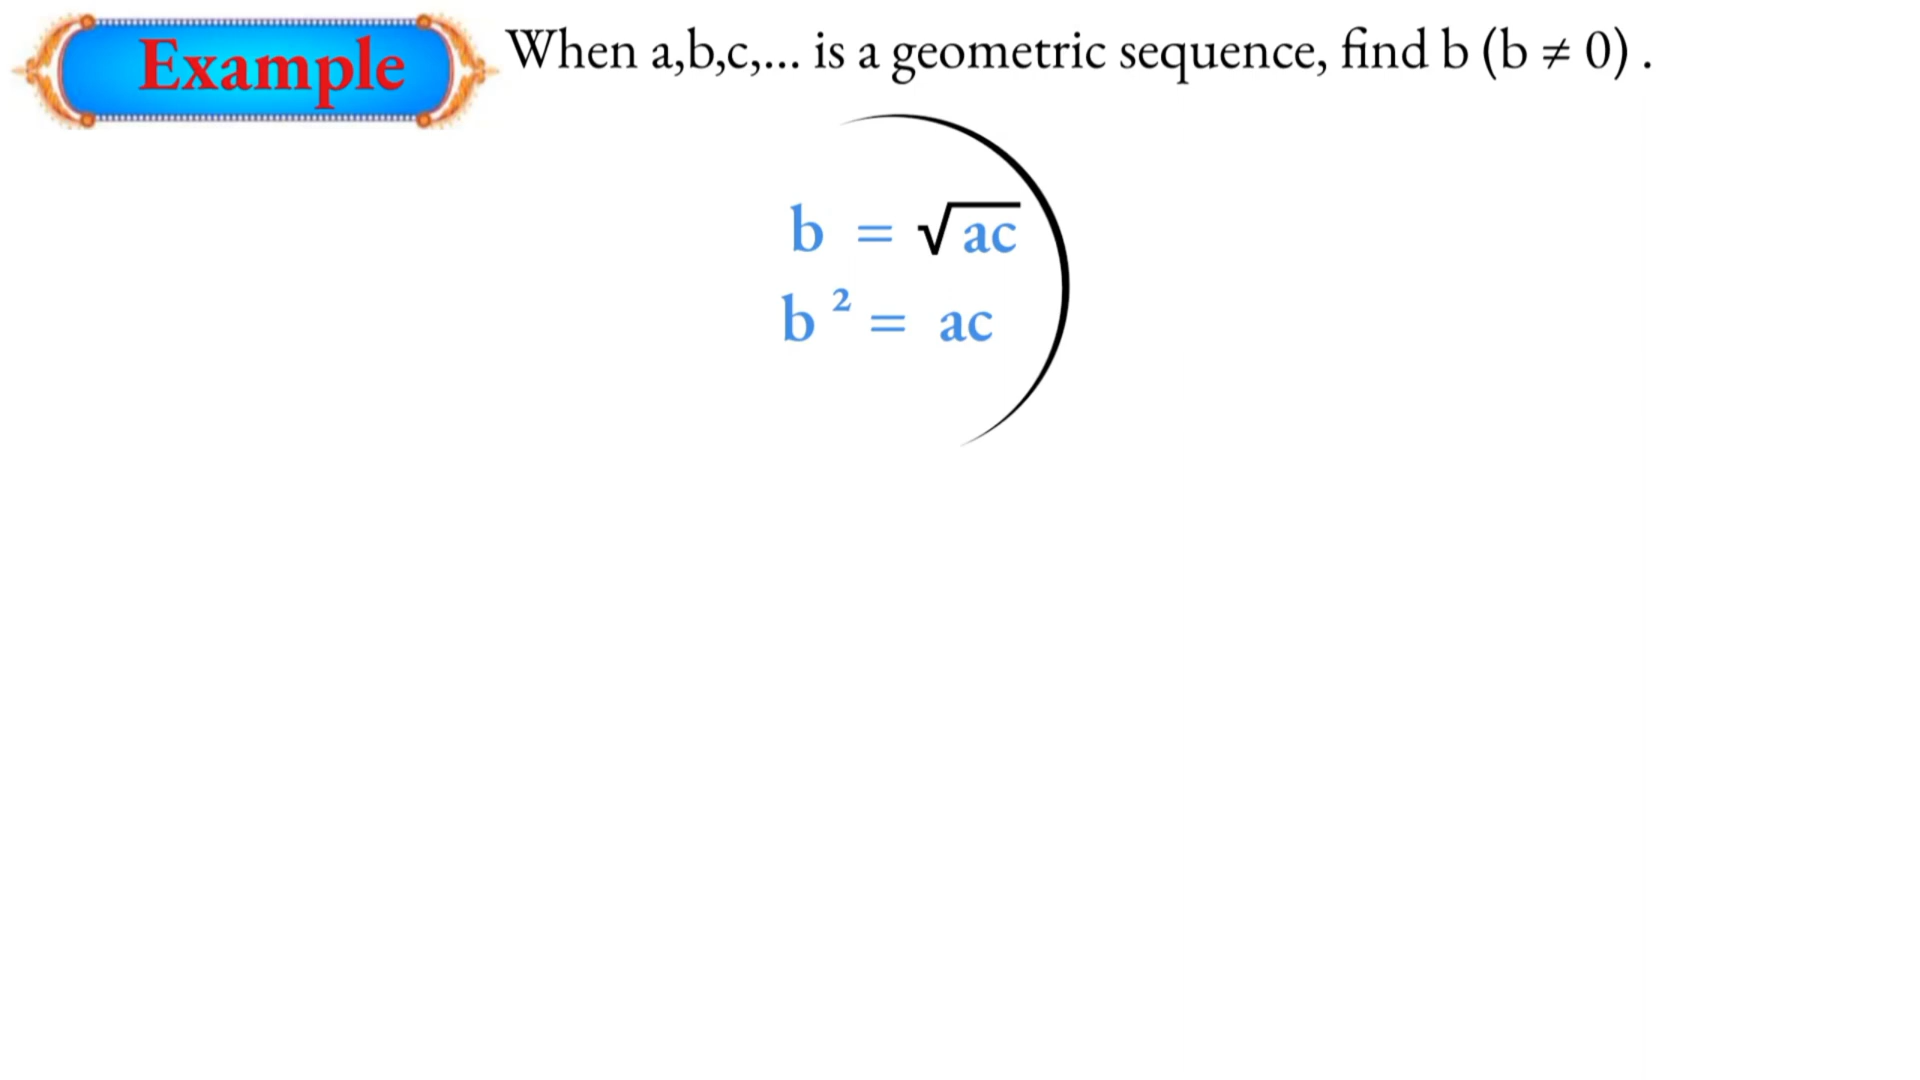 Example When a,b,c,... is a geometric sequence, find b (b ≠ 0) .
b = √ac
b ² = ac